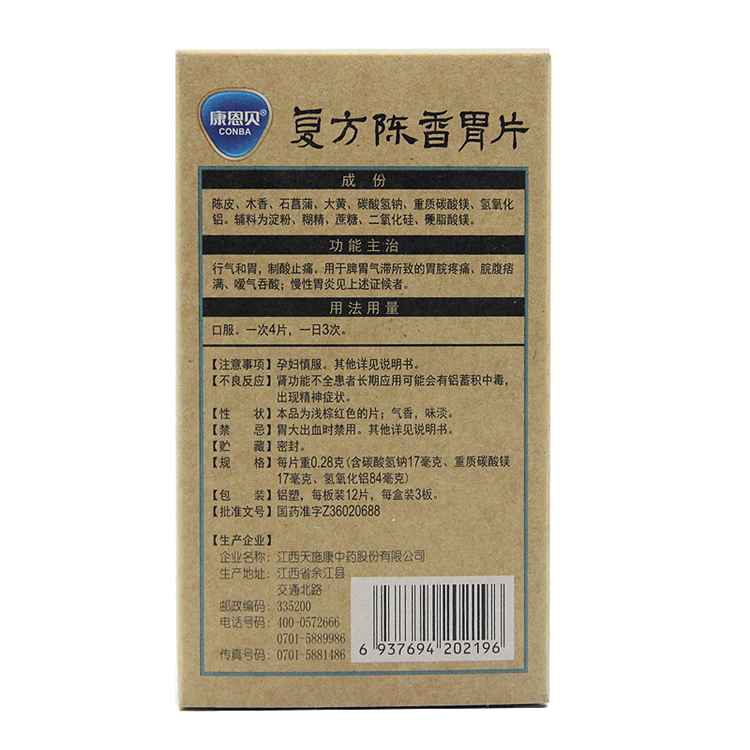 康恩贝®
CONBA
复方陈香胃片
成份
陈皮、木香、石菖蒲、大黄、碳酸氢钠、重质碳酸镁、氢氧化
铝。辅料为淀粉、糊精、蔗糖、二氧化硅、硬脂酸镁。
功能主治
行气和胃，制酸止痛。用于脾胃气滞所致的胃脘疼痛、脘腹痞
满、嗳气吞酸；慢性胃炎见上述证候者。
用法用量
口服。一次4片，一日3次。
【注意事项】孕妇慎服。其他详见说明书。
【不良反应】肾功能不全患者长期应用可能会有铝蓄积中毒，
出现精神症状。
【性 状】本品为浅棕红色的片；气香，味淡。
【禁 忌】胃大出血时禁用。其他详见说明书。
【贮 藏】密封。
【规 格】每片重0.28克(含碳酸氢钠17毫克、重质碳酸镁
17毫克、氢氧化铝84毫克)
【包 装】铝塑，每板装12片，每盒装3板。
【批准文号】国药准字Z36020688
【生产企业】
企业名称：江西天施康中药股份有限公司
生产地址：江西省余江县
交通北路
邮政编码：335200
电话号码：400-0572666
0701-5889986
传真号码：0701-5881486
6 937694 202196